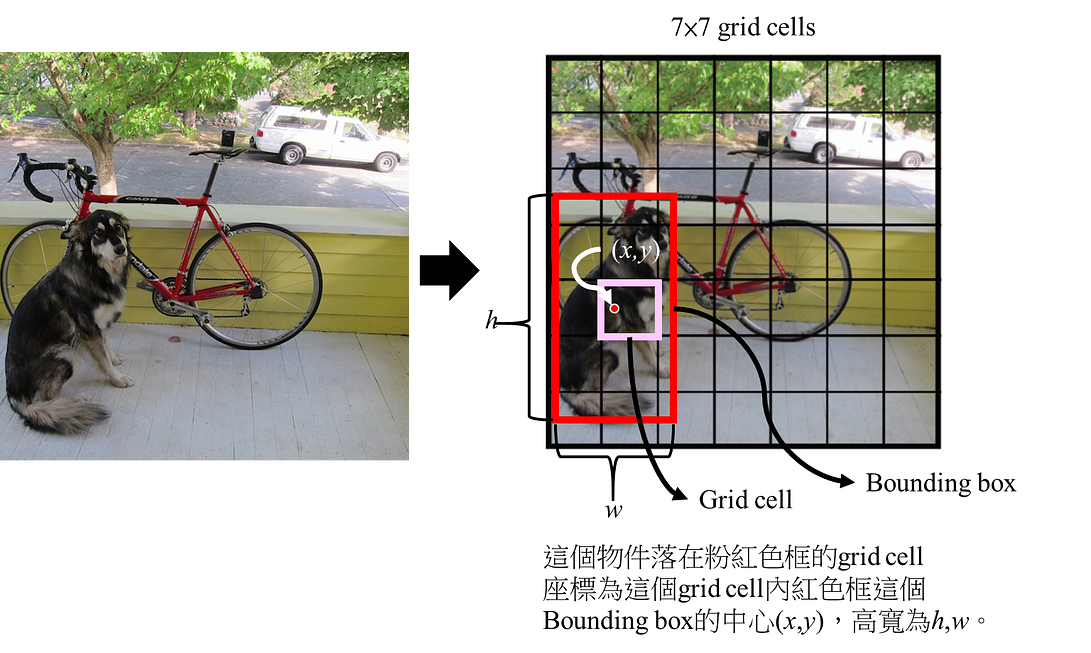 7×7 grid cells
(x,y)
h
w
Grid cell
Bounding box
這個物件落在粉紅色框的grid cell
座標為這個grid cell內紅色框這個
Bounding box的中心(x,y)，高寬為h,w。